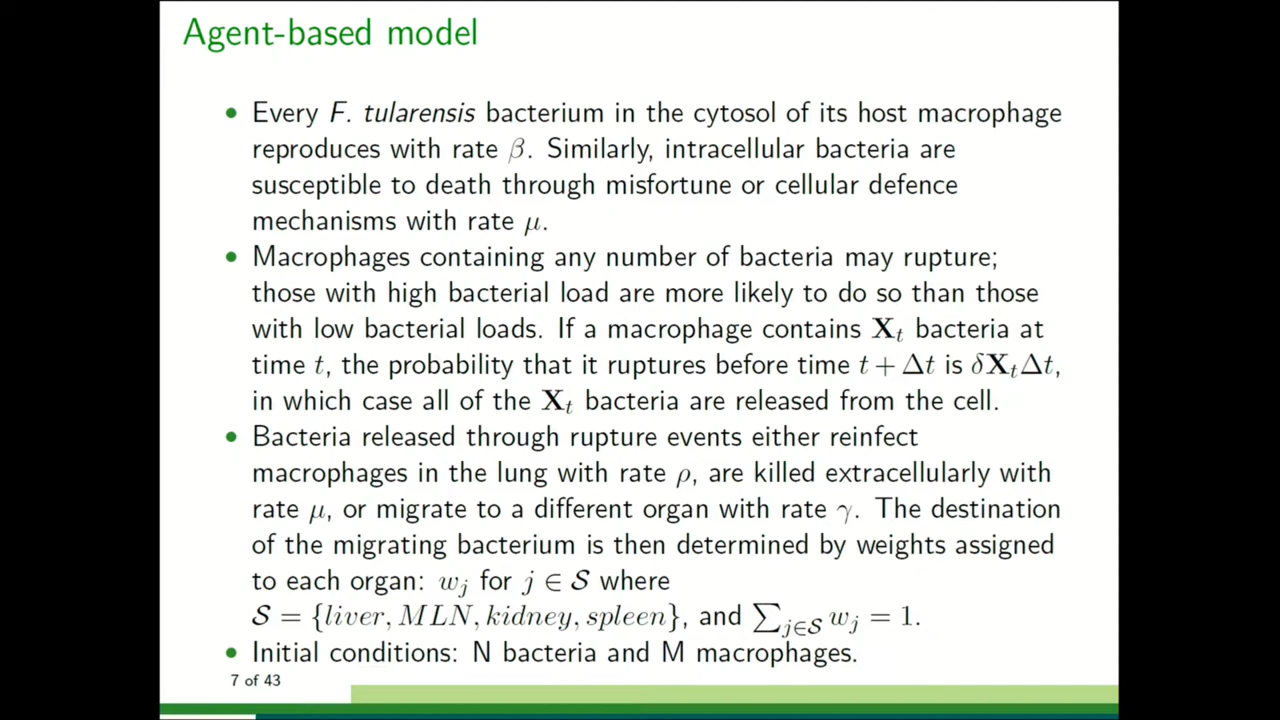 Agent-based model
• Every F. tularensis bacterium in the cytosol of its host macrophage
reproduces with rate β. Similarly, intracellular bacteria are
susceptible to death through misfortune or cellular defence
mechanisms with rate μ.
• Macrophages containing any number of bacteria may rupture;
those with high bacterial load are more likely to do so than those
with low bacterial loads. If a macrophage contains Xₜ bacteria at
time t, the probability that it ruptures before time t + Δt is δXₜΔt,
in which case all of the Xₜ bacteria are released from the cell.
• Bacteria released through rupture events either reinfect
macrophages in the lung with rate ρ, are killed extracellularly with
rate μ, or migrate to a different organ with rate γ. The destination
of the migrating bacterium is then determined by weights assigned
to each organ: wⱼ for j ∈ 𝒮 where
𝒮 = {liver, MLN, kidney, spleen}, and ∑_{j∈𝒮} wⱼ = 1.
• Initial conditions: N bacteria and M macrophages.
7 of 43